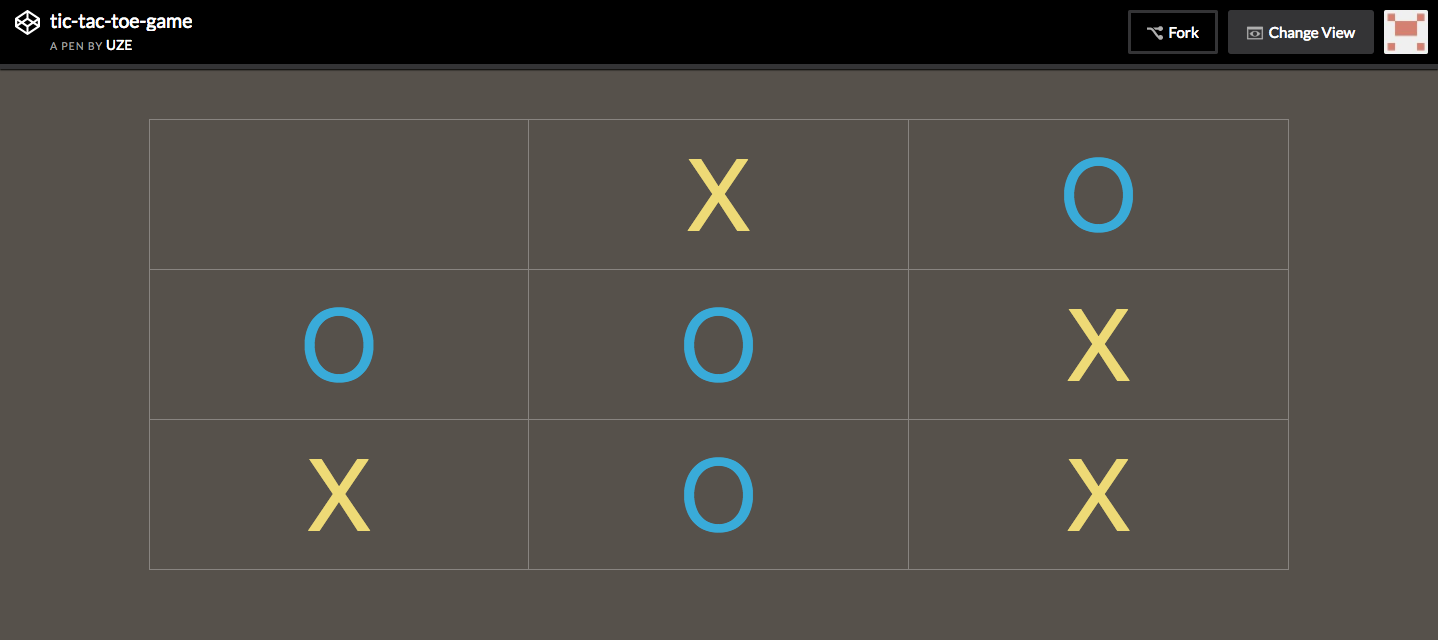 tic-tac-toe-game
A PEN BY UZE
Fork
Change View
X O
O O X
X O X